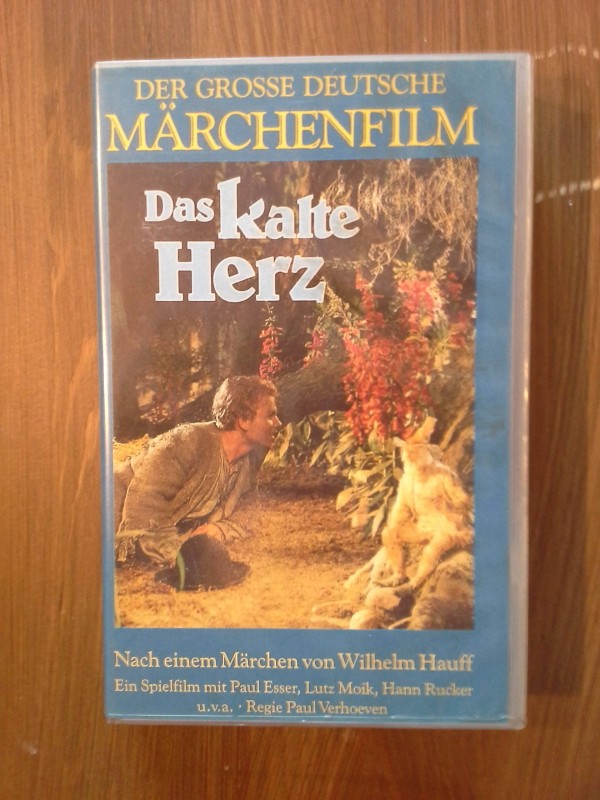 DER GROSSE DEUTSCHE
MÄRCHENFILM
Das kalte
Herz
Nach einem Märchen von Wilhelm Hauff
Ein Spielfilm mit Paul Esser, Lutz Moik, Hann Rucker
u.v.a. · Regie Paul Verhoeven